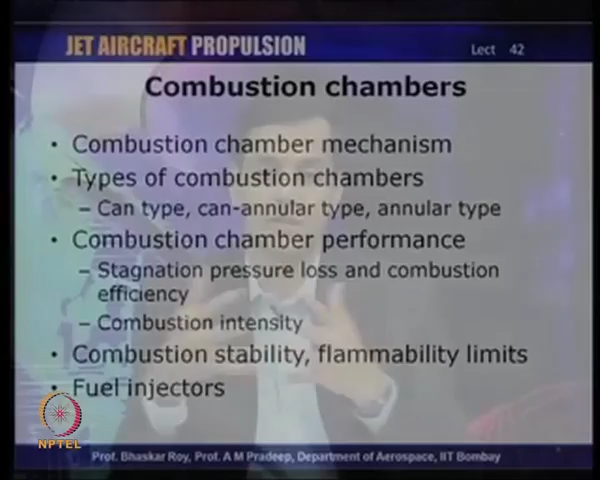 JET AIRCRAFT PROPULSION Lect 42
Combustion chambers
• Combustion chamber mechanism
• Types of combustion chambers
– Can type, can-annular type, annular type
• Combustion chamber performance
– Stagnation pressure loss and combustion
efficiency
– Combustion intensity
• Combustion stability, flammability limits
• Fuel injectors
NPTEL
Prof. Bhaskar Roy, Prof. A M Pradeep, Department of Aerospace, IIT Bombay